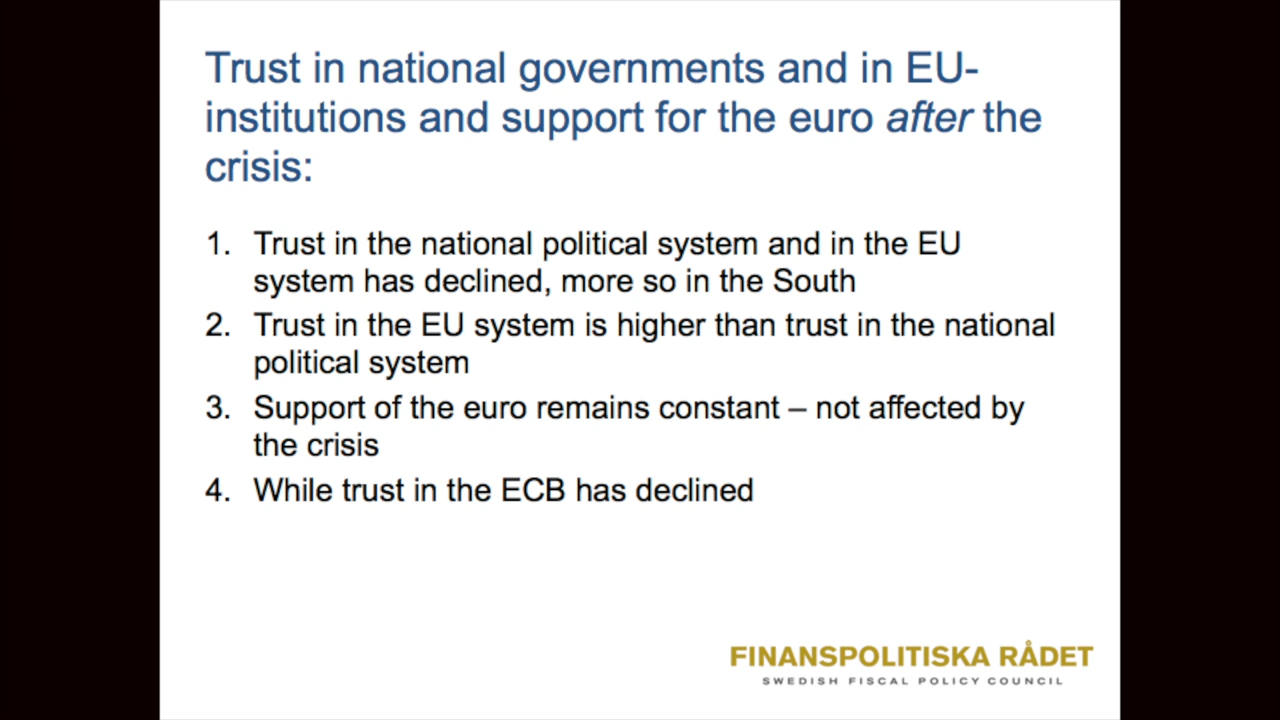 Trust in national governments and in EU-
institutions and support for the euro after the
crisis:
1. Trust in the national political system and in the EU
system has declined, more so in the South
2. Trust in the EU system is higher than trust in the national
political system
3. Support of the euro remains constant – not affected by
the crisis
4. While trust in the ECB has declined
FINANSPOLITISKA RÅDET
SWEDISH FISCAL POLICY COUNCIL